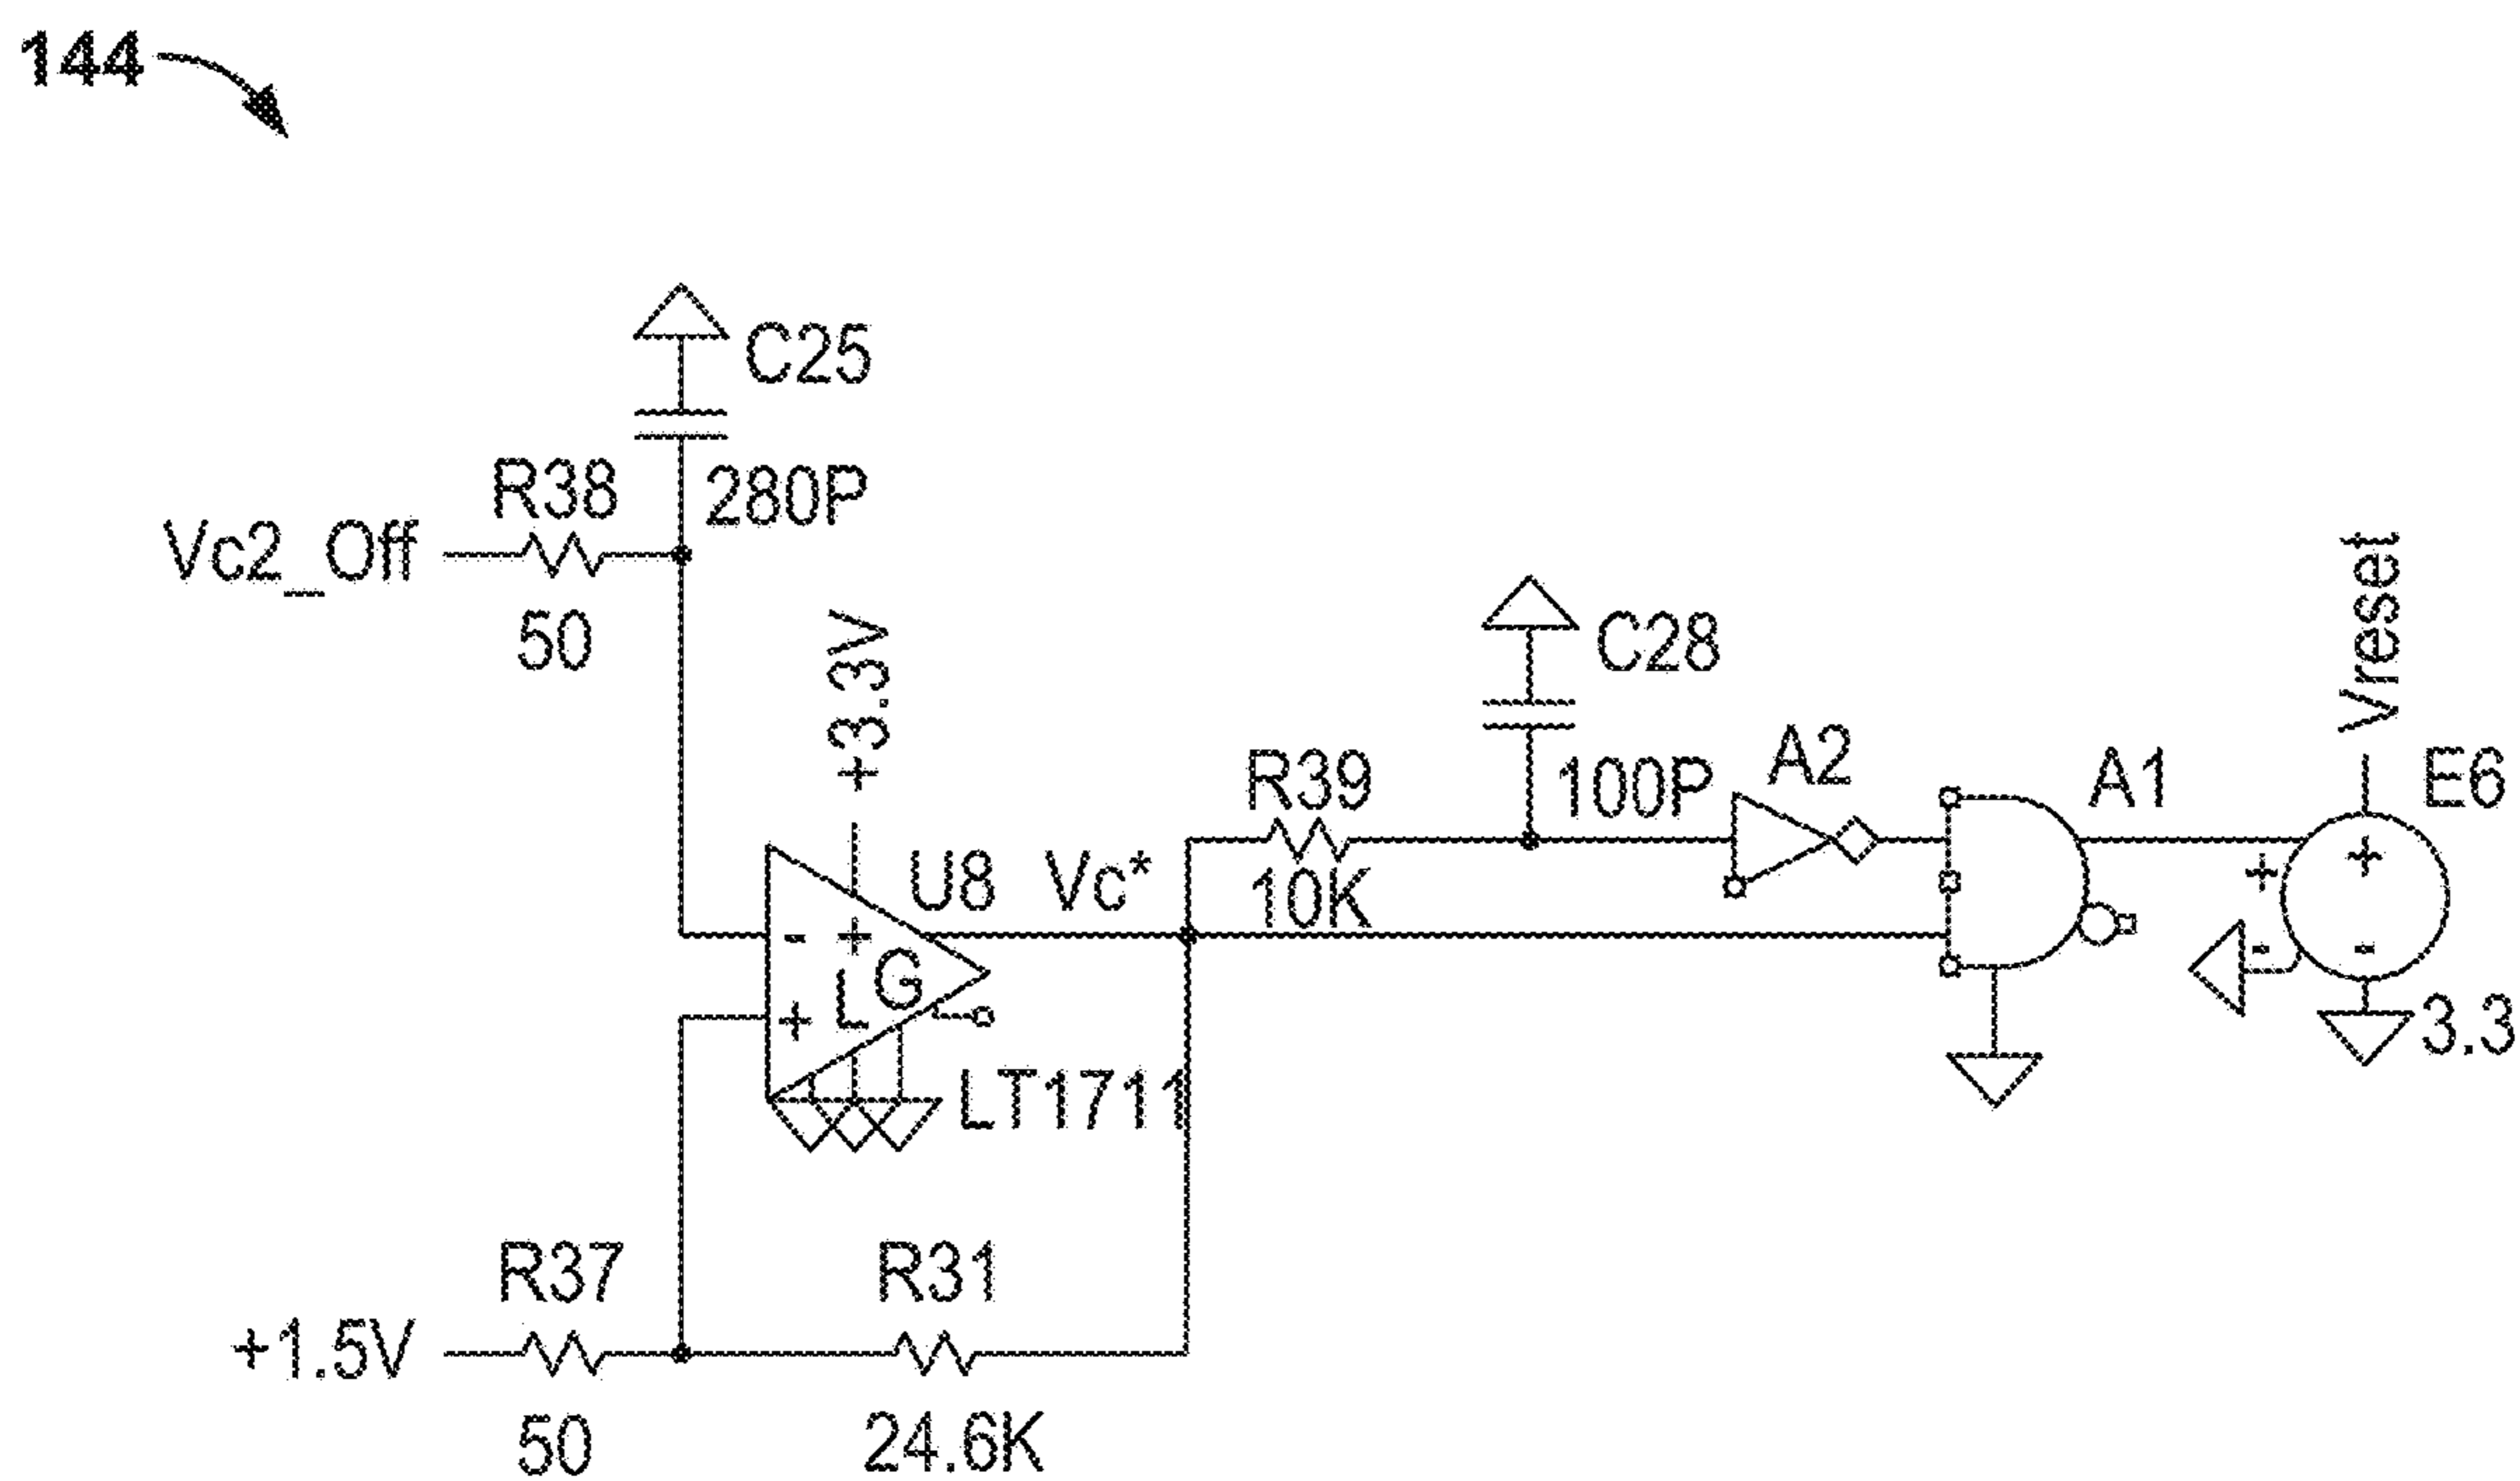 144
C25
280P
R38
Vc2_Off
50
+3.3V
C28
100P
R39
10K
A2
A1
Vreset
E6
+
-
+
-
3.3
U8
Vc*
- +
+ L G
LT1711
R37
+1.5V
50
R31
24.6K